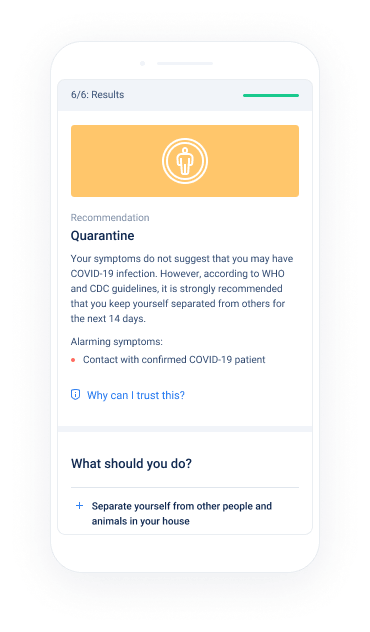 6/6: Results
Recommendation
Quarantine
Your symptoms do not suggest that you may have
COVID-19 infection. However, according to WHO
and CDC guidelines, it is strongly recommended
that you keep yourself separated from others for
the next 14 days.
Alarming symptoms:
Contact with confirmed COVID-19 patient
Why can I trust this?
What should you do?
Separate yourself from other people and
animals in your house